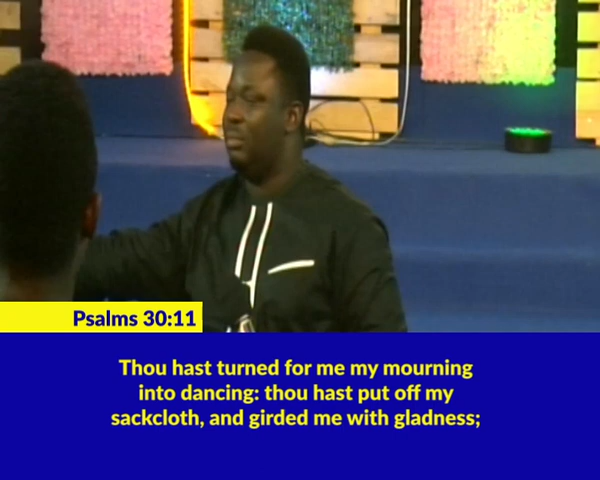 Psalms 30:11
Thou hast turned for me my mourning
into dancing: thou hast put off my
sackcloth, and girded me with gladness;